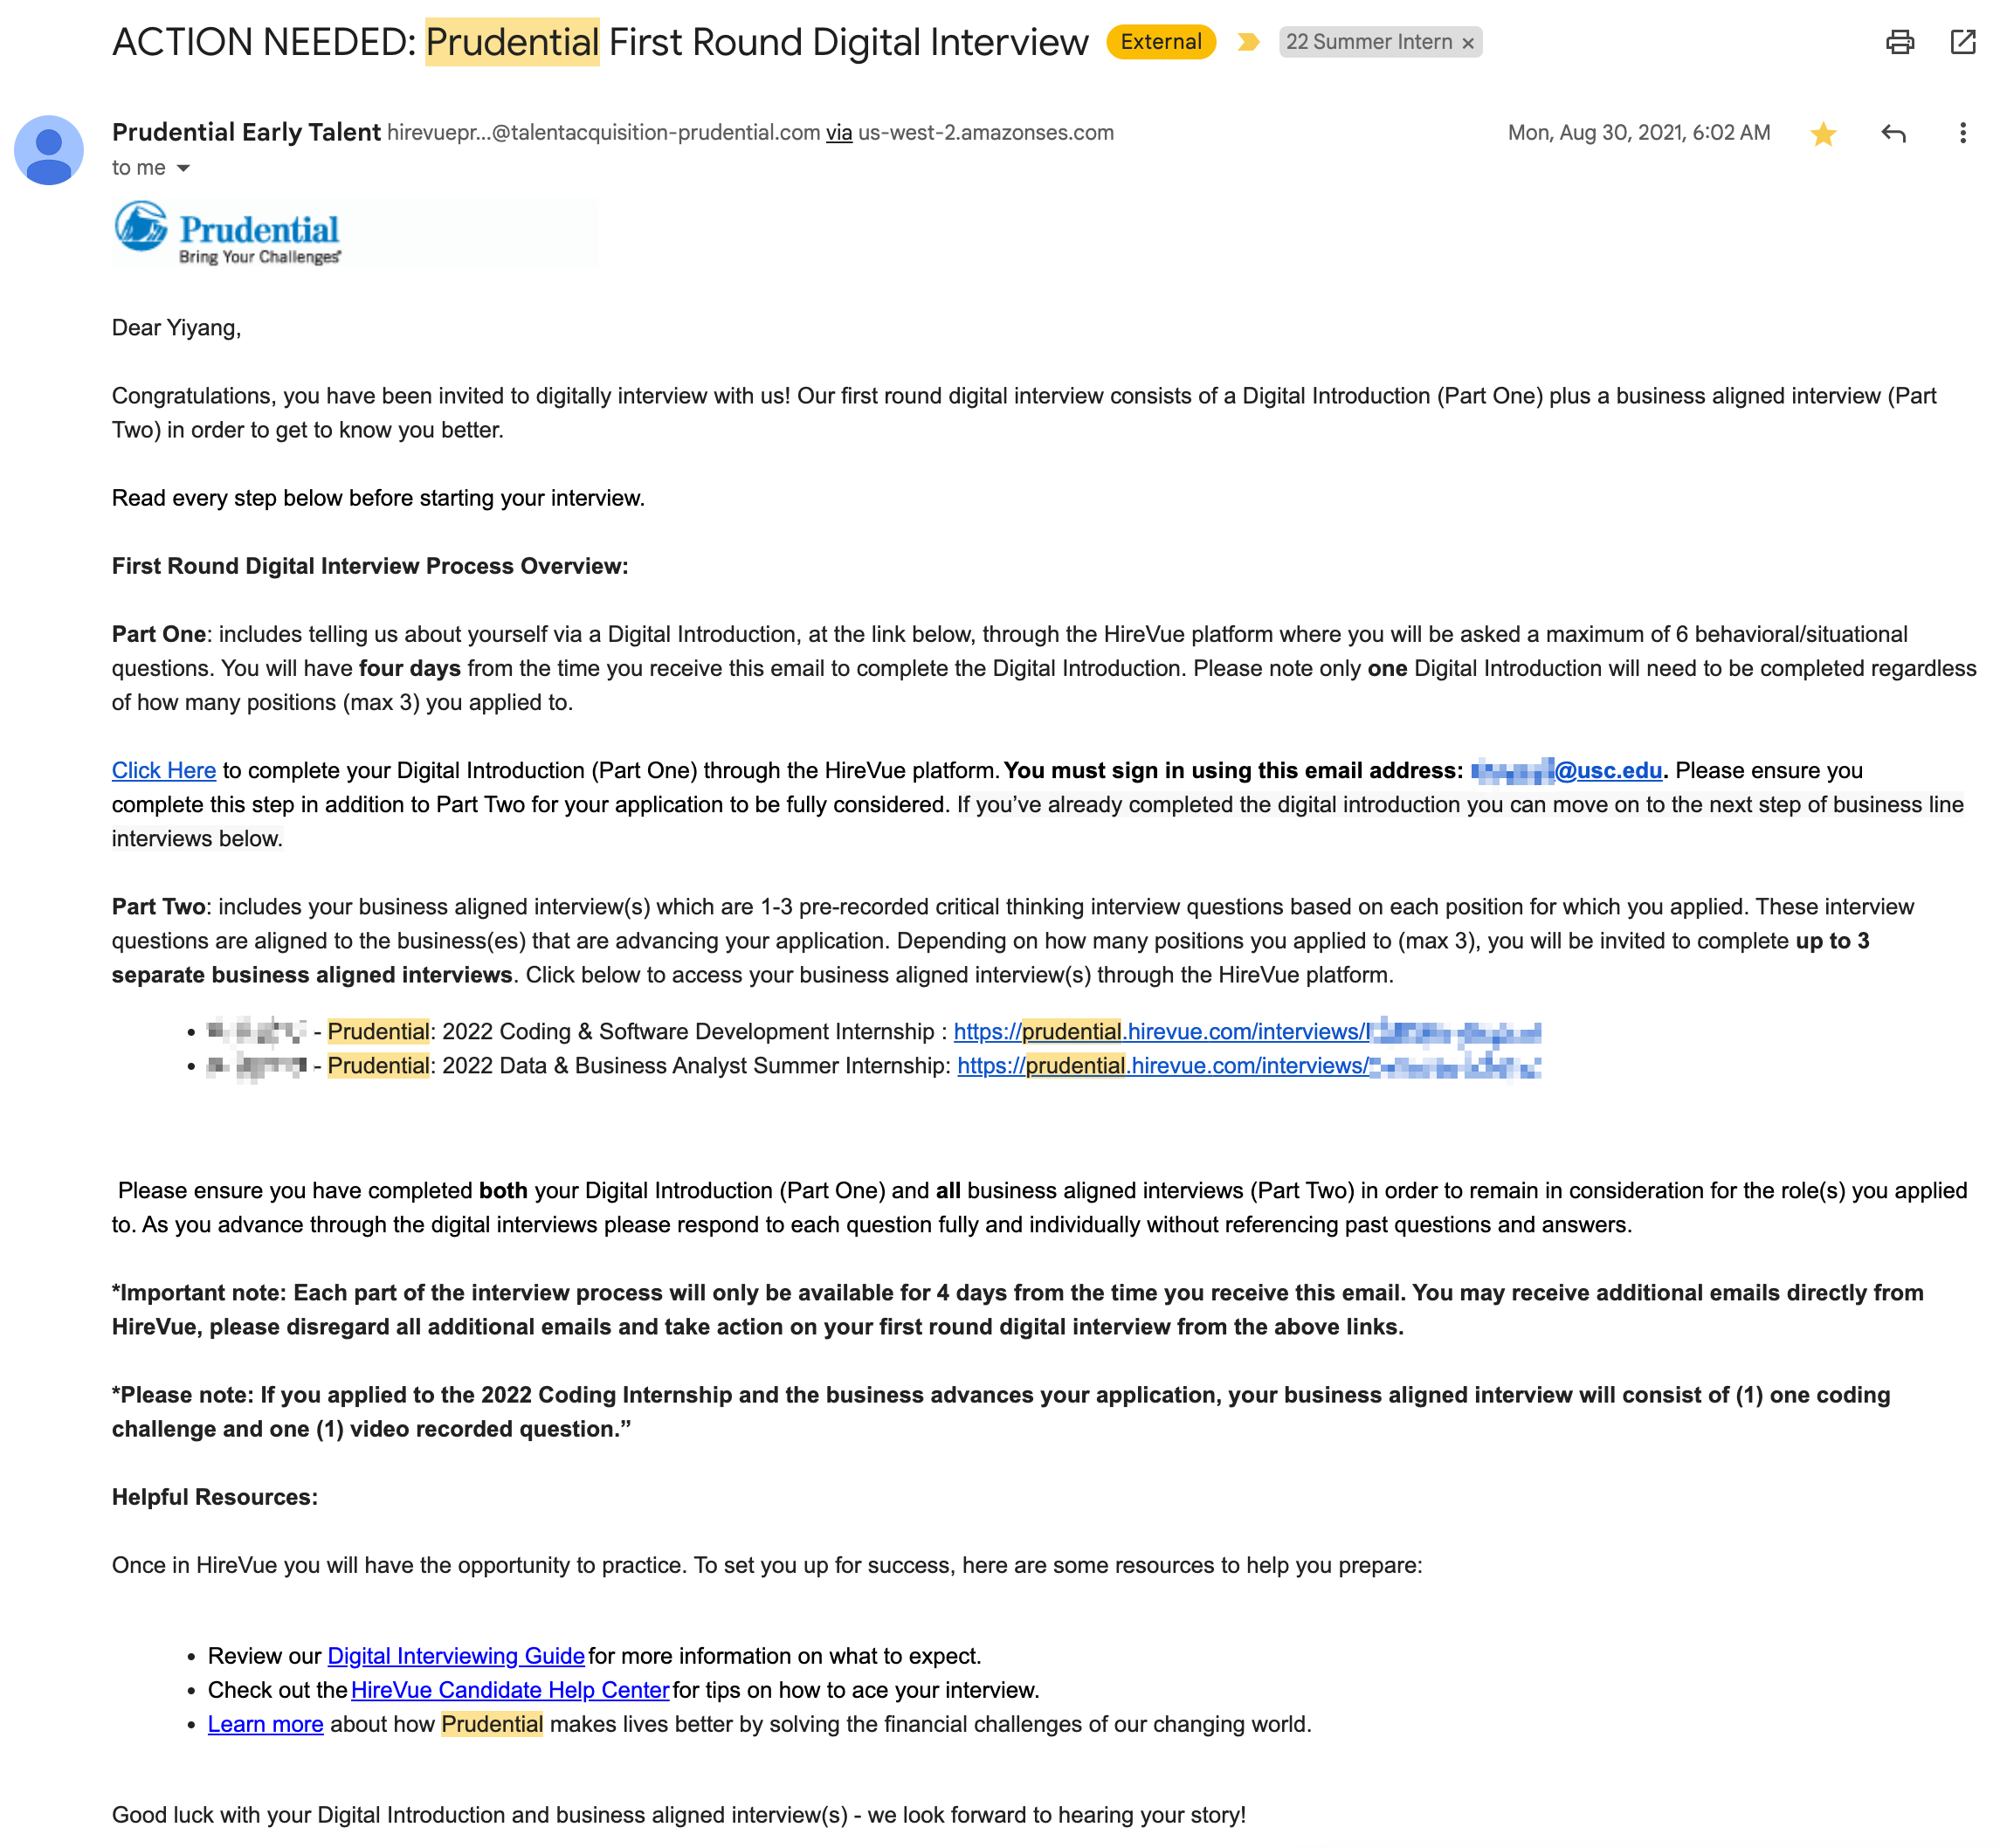 ACTION NEEDED: Prudential First Round Digital Interview External 22 Summer Intern ×
Prudential Early Talent hirevuepr...@talentacquisition-prudential.com via us-west-2.amazonses.com Mon, Aug 30, 2021, 6:02 AM
to me
Prudential
Bring Your Challenges®
Dear Yiyang,
Congratulations, you have been invited to digitally interview with us! Our first round digital interview consists of a Digital Introduction (Part One) plus a business aligned interview (Part
Two) in order to get to know you better.
Read every step below before starting your interview.
First Round Digital Interview Process Overview:
Part One: includes telling us about yourself via a Digital Introduction, at the link below, through the HireVue platform where you will be asked a maximum of 6 behavioral/situational
questions. You will have four days from the time you receive this email to complete the Digital Introduction. Please note only one Digital Introduction will need to be completed regardless
of how many positions (max 3) you applied to.
Click Here to complete your Digital Introduction (Part One) through the HireVue platform. You must sign in using this email address: @usc.edu. Please ensure you
complete this step in addition to Part Two for your application to be fully considered. If you’ve already completed the digital introduction you can move on to the next step of business line
interviews below.
Part Two: includes your business aligned interview(s) which are 1-3 pre-recorded critical thinking interview questions based on each position for which you applied. These interview
questions are aligned to the business(es) that are advancing your application. Depending on how many positions you applied to (max 3), you will be invited to complete up to 3
separate business aligned interviews. Click below to access your business aligned interview(s) through the HireVue platform.
• - Prudential: 2022 Coding & Software Development Internship : https://prudential.hirevue.com/interviews/
• - Prudential: 2022 Data & Business Analyst Summer Internship: https://prudential.hirevue.com/interviews/
Please ensure you have completed both your Digital Introduction (Part One) and all business aligned interviews (Part Two) in order to remain in consideration for the role(s) you applied
to. As you advance through the digital interviews please respond to each question fully and individually without referencing past questions and answers.
*Important note: Each part of the interview process will only be available for 4 days from the time you receive this email. You may receive additional emails directly from
HireVue, please disregard all additional emails and take action on your first round digital interview from the above links.
*Please note: If you applied to the 2022 Coding Internship and the business advances your application, your business aligned interview will consist of (1) one coding
challenge and one (1) video recorded question.”
Helpful Resources:
Once in HireVue you will have the opportunity to practice. To set you up for success, here are some resources to help you prepare:
• Review our Digital Interviewing Guide for more information on what to expect.
• Check out the HireVue Candidate Help Center for tips on how to ace your interview.
• Learn more about how Prudential makes lives better by solving the financial challenges of our changing world.
Good luck with your Digital Introduction and business aligned interview(s) - we look forward to hearing your story!